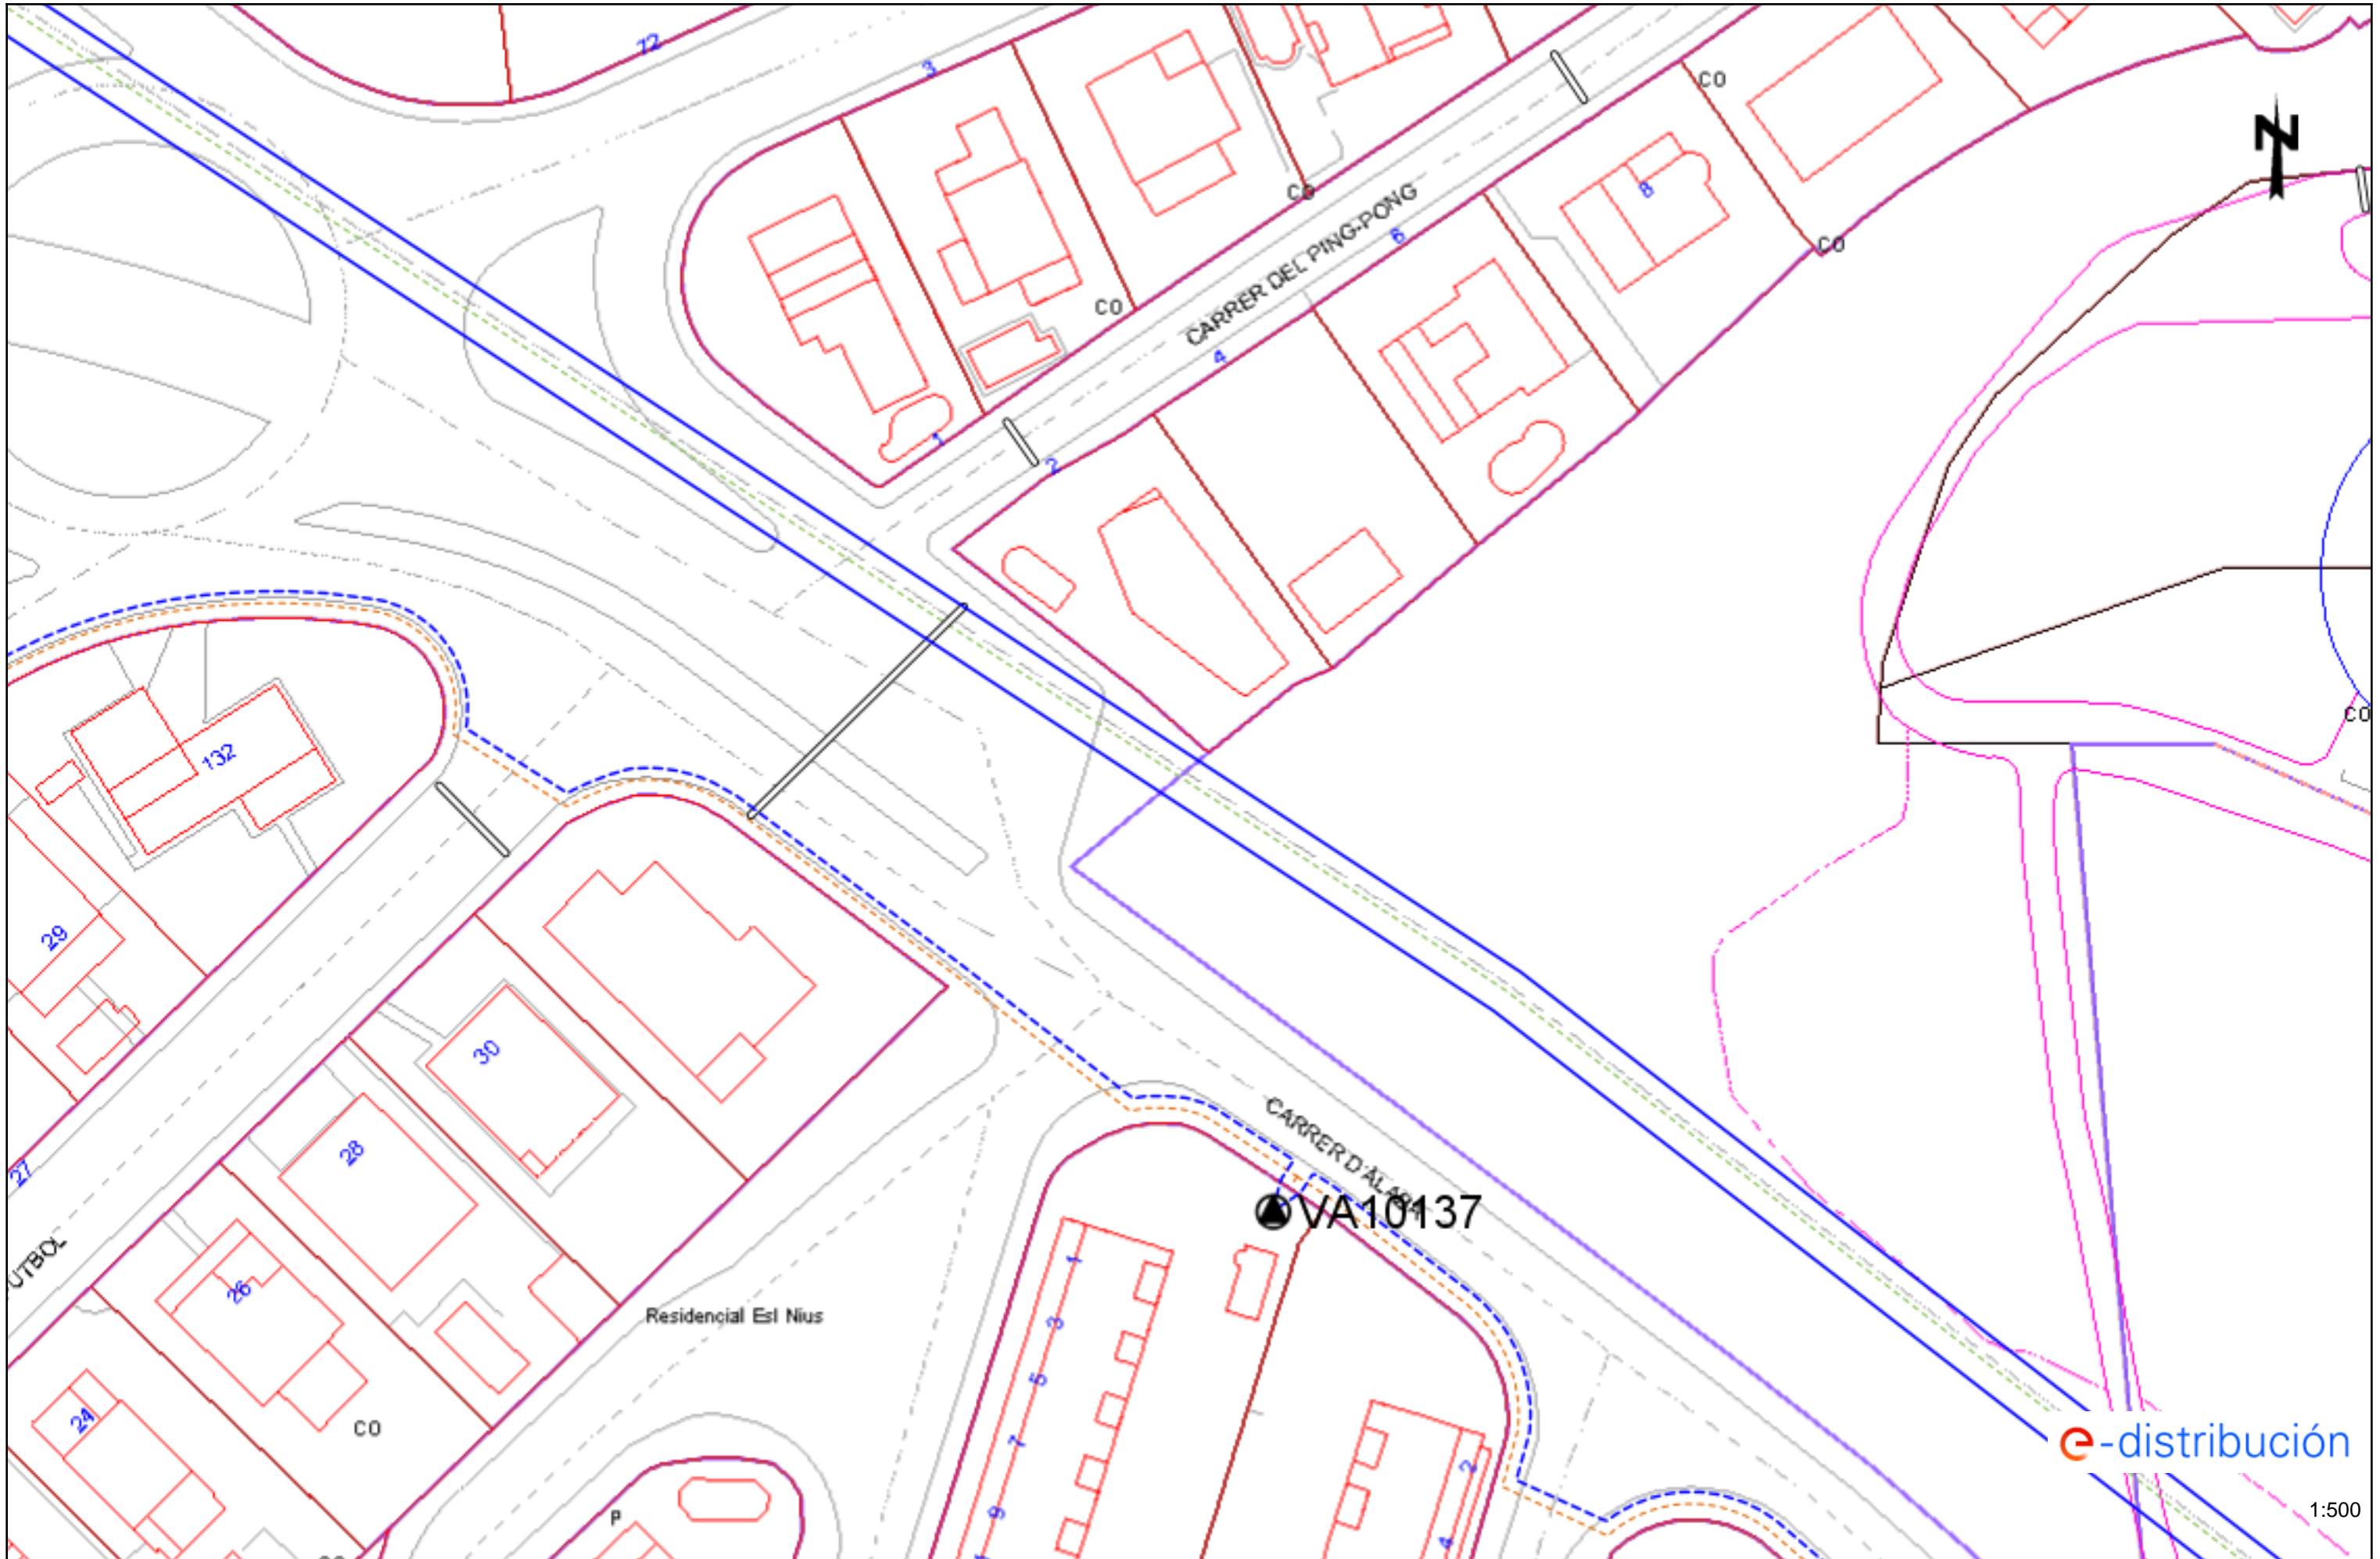 72
3
CO
N
8
CO
CO
CARRER DEL PING-PONG
6
CO
4
1
2
CO
132
29
30
28
27
CARRER D'ÀLABA
VA10137
UTBOL
26
1
3
5
7
9
Residencial Esl Nius
24
CO
P
2
4
e-distribución
1:500